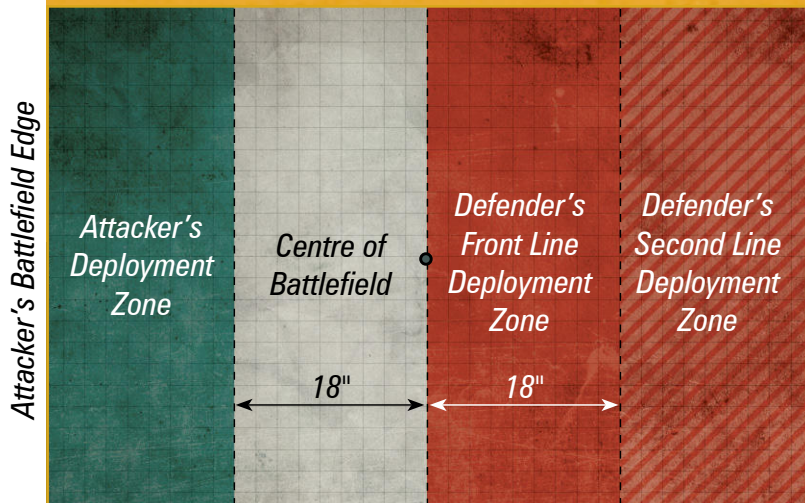 Attacker's Battlefield Edge
Attacker's
Deployment
Zone
Centre of
Battlefield
Defender's
Front Line
Deployment
Zone
Defender's
Second Line
Deployment
Zone
18"
18"